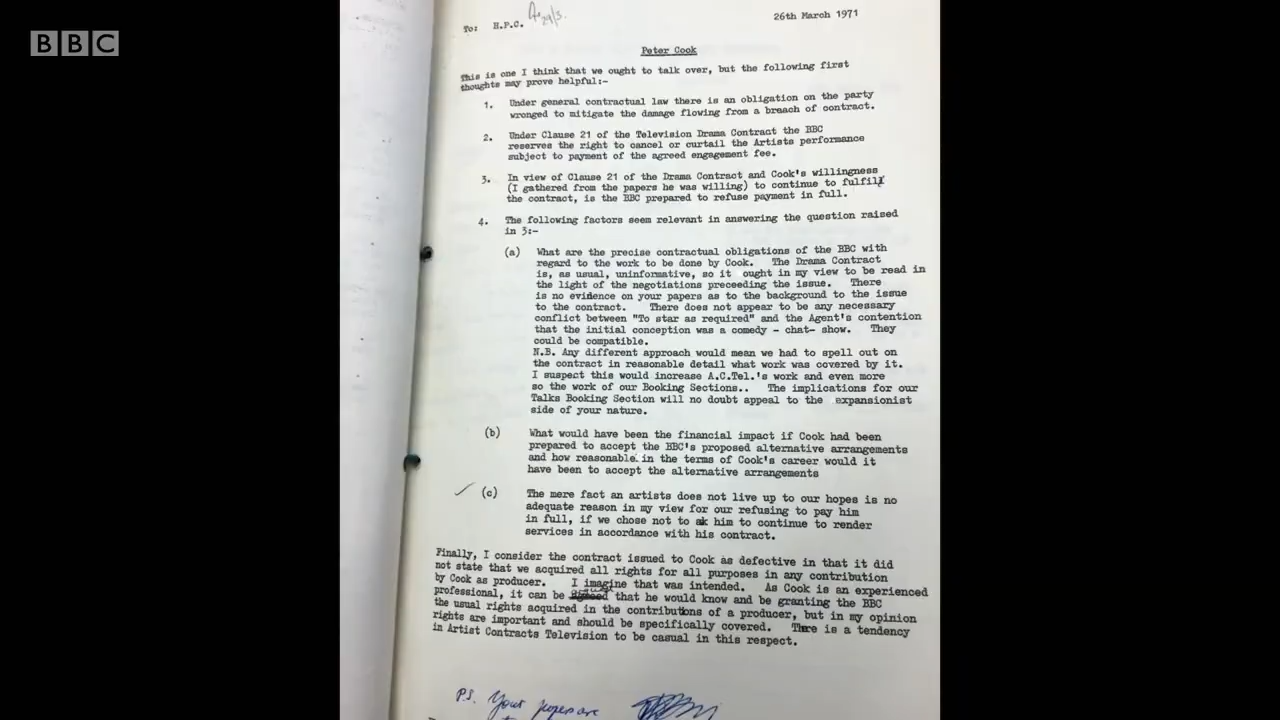 BBC
26th March 1971
To: H.P.C. 29/3.
Peter Cook
This is one I think that we ought to talk over, but the following first
thoughts may prove helpful:-
1. Under general contractual law there is an obligation on the party
wronged to mitigate the damage flowing from a breach of contract.
2. Under Clause 21 of the Television Drama Contract the BBC
reserves the right to cancel or curtail the Artists performance
subject to payment of the agreed engagement fee.
3. In view of Clause 21 of the Drama Contract and Cook's willingness
(I gathered from the papers he was willing) to continue to fulfil
the contract, is the BBC prepared to refuse payment in full.
4. The following factors seem relevant in answering the question raised
in 3:-
(a) What are the precise contractual obligations of the BBC with
regard to the work to be done by Cook. The Drama Contract
is, as usual, uninformative, so it ought in my view to be read in
the light of the negotiations preceeding the issue. There
is no evidence on your papers as to the background to the issue
to the contract. There does not appear to be any necessary
conflict between "To star as required" and the Agent's contention
that the initial conception was a comedy - chat- show. They
could be compatible.
N.B. Any different approach would mean we had to spell out on
the contract in reasonable detail what work was covered by it.
I suspect this would increase A.C.Tel.'s work and even more
so the work of our Booking Sections.. The implications for our
Talks Booking Section will no doubt appeal to the expansionist
side of your nature.
(b) What would have been the financial impact if Cook had been
prepared to accept the BBC's proposed alternative arrangements
and how reasonable in the terms of Cook's career would it
have been to accept the alternative arrangements
(c) The mere fact an artists does not live up to our hopes is no
adequate reason in my view for our refusing to pay him
in full, if we chose not to ak him to continue to render
services in accordance with his contract.
Finally, I consider the contract issued to Cook as defective in that it did
not state that we acquired all rights for all purposes in any contribution
by Cook as producer. I imagine that was intended. As Cook is an experienced
professional, it can be agreed that he would know and be granting the BBC
the usual rights acquired in the contributions of a producer, but in my opinion
rights are important and should be specifically covered. There is a tendency
in Artist Contracts Television to be casual in this respect.
P.S. Your papers are